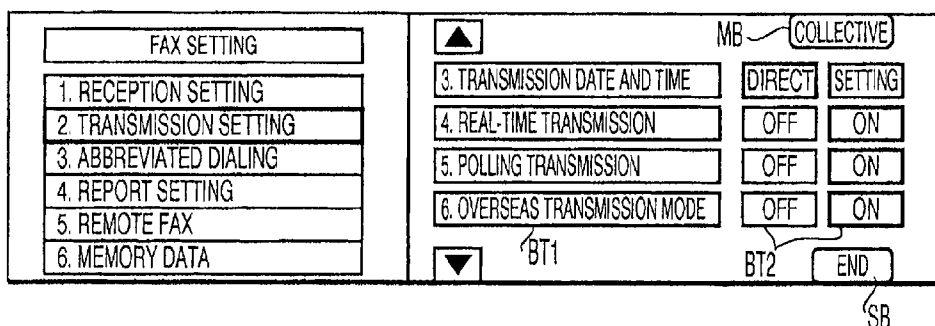 FAX SETTING
1. RECEPTION SETTING
2. TRANSMISSION SETTING
3. ABBREVIATED DIALING
4. REPORT SETTING
5. REMOTE FAX
6. MEMORY DATA
MB COLLECTIVE
3. TRANSMISSION DATE AND TIME DIRECT SETTING
4. REAL-TIME TRANSMISSION OFF ON
5. POLLING TRANSMISSION OFF ON
6. OVERSEAS TRANSMISSION MODE OFF ON
BT1 BT2 END
SB